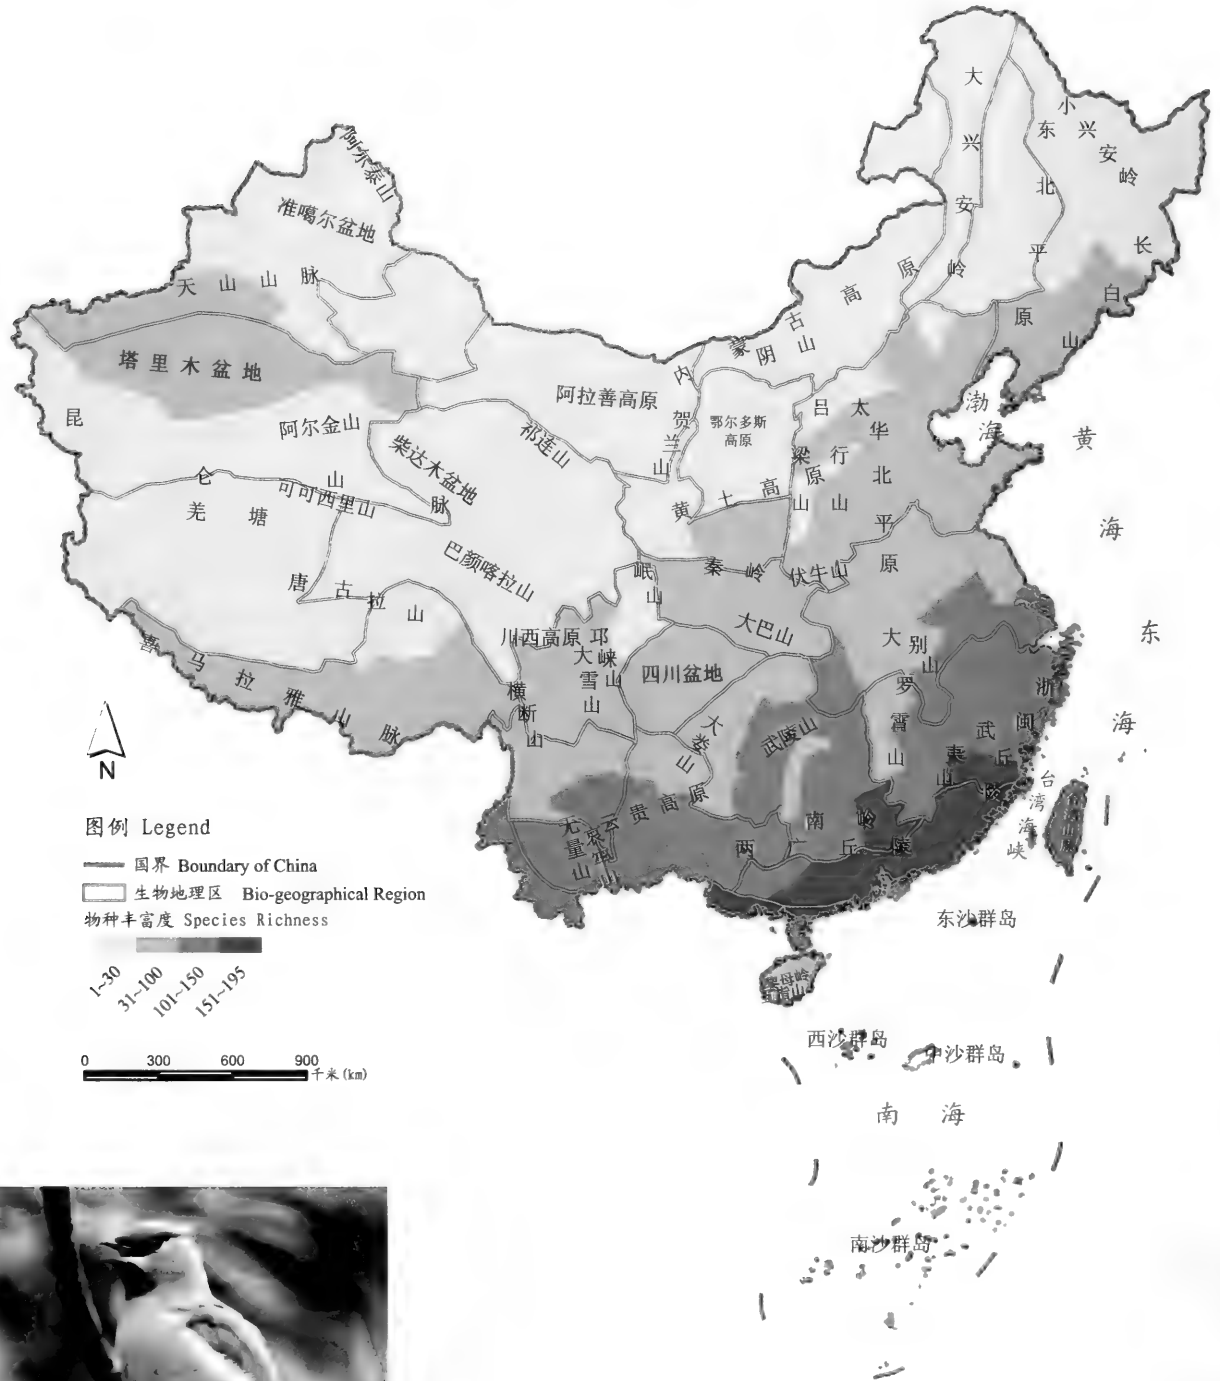 大兴安岭
小兴安岭
东北平原
长白山
阿尔泰山
准噶尔盆地
天山山脉
塔里木盆地
昆仑山脉
阿尔金山
柴达木盆地
祁连山
阿拉善高原
内蒙古高原
阴山
贺兰山
鄂尔多斯
高原
吕梁山
太行山
华北平原
渤海
黄海
黄土高原
可可西里山
羌塘
巴颜喀拉山
唐古拉山
秦岭
伏牛山
岷山
大巴山
川西高原
邛崃山
大雪山
四川盆地
大别山
东海
喜马拉雅山脉
横断山
罗霄山
武夷山
浙闽丘陵
武陵山
大娄山
云贵高原
无量山
哀牢山
南岭
两广丘陵
台湾海峡
N
图例 Legend
国界 Boundary of China
生物地理区 Bio-geographical Region
物种丰富度 Species Richness
1~30
31~100
101~150
151~195
0 300 600 900
千米(km)
东沙群岛
黎母岭
五指山
西沙群岛
中沙群岛
南海
南沙群岛